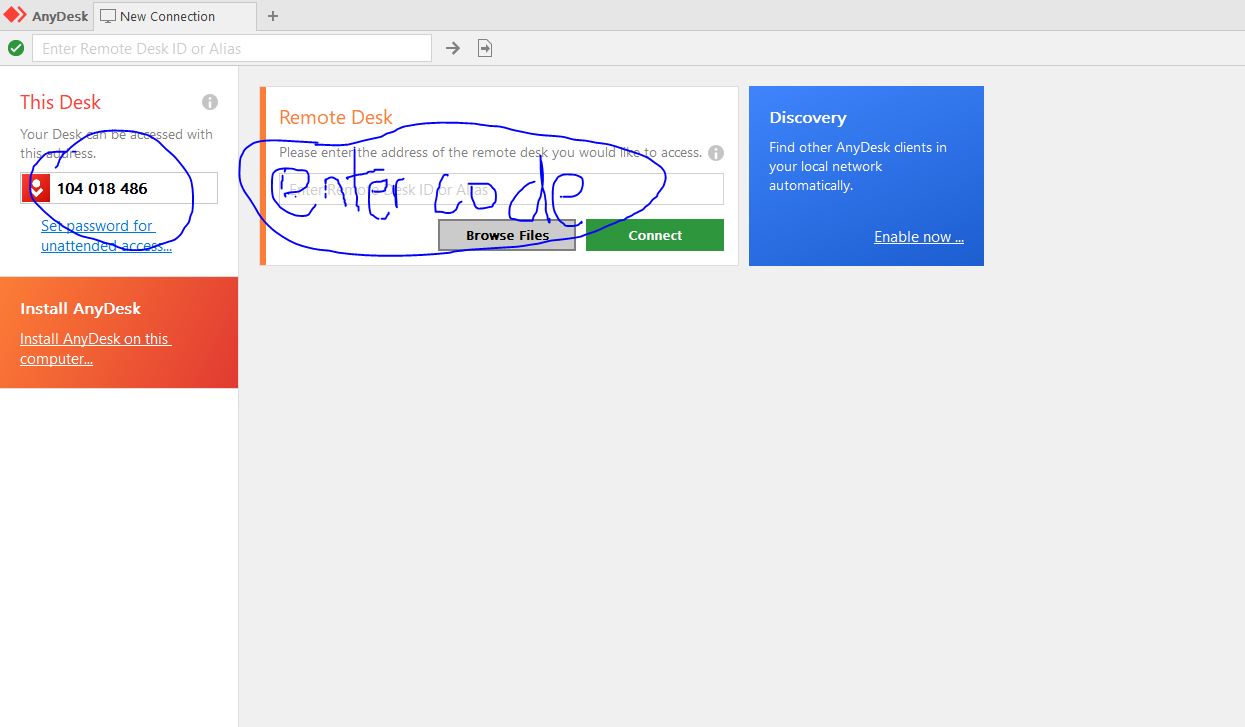 AnyDesk
New Connection
+
Enter Remote Desk ID or Alias
This Desk
Your Desk can be accessed with
this address.
104 018 486
Set password for
unattended access...
Install AnyDesk
Install AnyDesk on this
computer...
Remote Desk
Please enter the address of the remote desk you would like to access.
Enter Remote Desk ID or Alias
Enter code
Browse Files
Connect
Discovery
Find other AnyDesk clients in
your local network
automatically.
Enable now ...